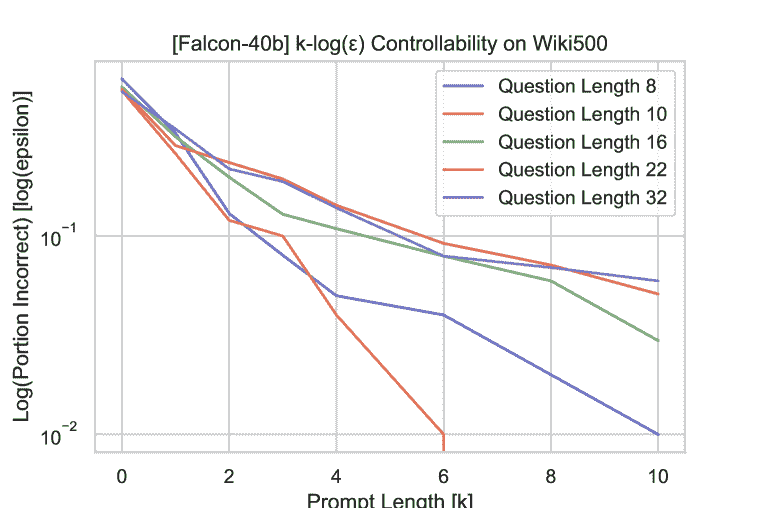 [Falcon-40b] k-log(ε) Controllability on Wiki500
Question Length 8
Question Length 10
Question Length 16
Question Length 22
Question Length 32
Log(Portion Incorrect) [log(epsilon)]
10⁻¹
10⁻²
0 2 4 6 8 10
Prompt Length [k]